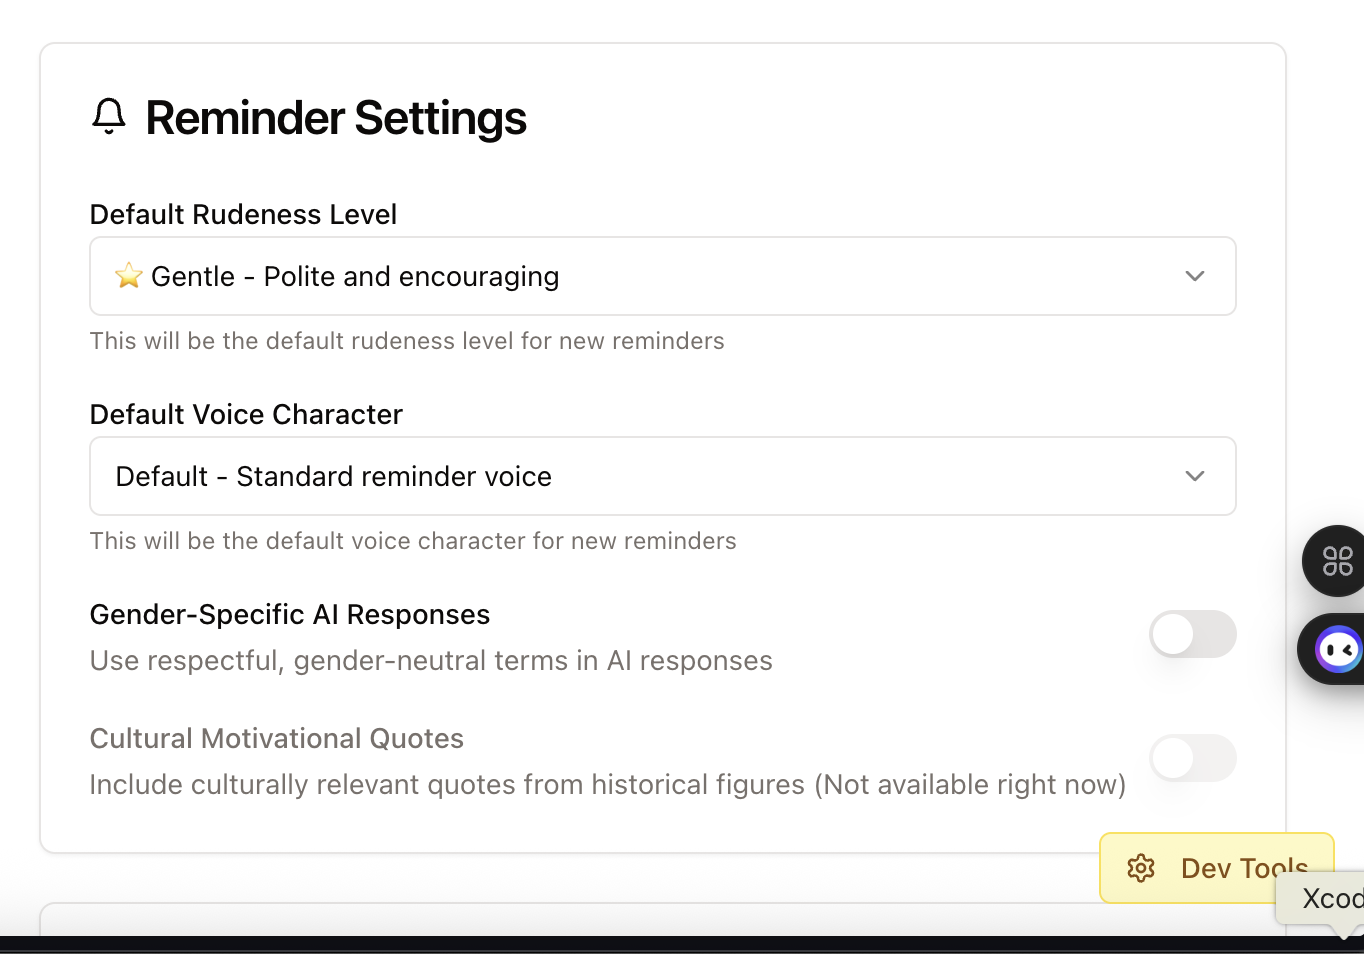 Reminder Settings
Default Rudeness Level
⭐ Gentle - Polite and encouraging
This will be the default rudeness level for new reminders
Default Voice Character
Default - Standard reminder voice
This will be the default voice character for new reminders
Gender-Specific AI Responses
Use respectful, gender-neutral terms in AI responses
Cultural Motivational Quotes
Include culturally relevant quotes from historical figures (Not available right now)
Dev Tools
Xcod